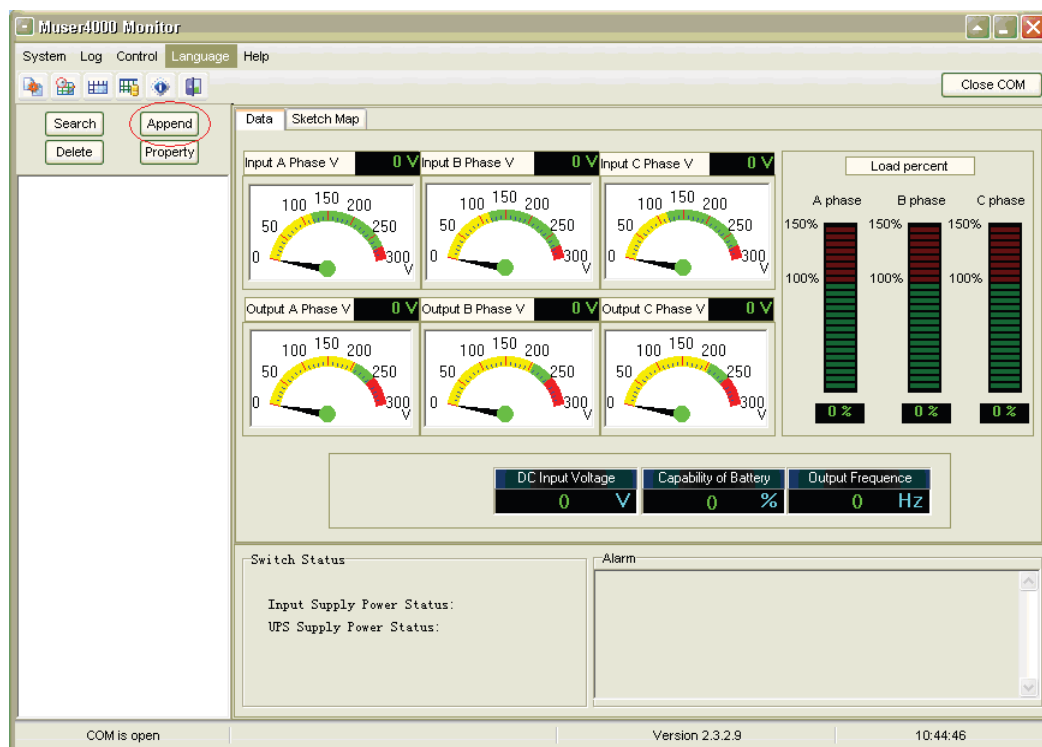 Muser4000 Monitor
System Log Control Language Help
Close COM
Search Append
Delete Property
Data Sketch Map
Input A Phase V 0 V Input B Phase V 0 V Input C Phase V 0 V
Load percent
0 50 100 150 200 250 300 V
0 50 100 150 200 250 300 V
0 50 100 150 200 250 300 V
A phase B phase C phase
150% 150% 150%
100% 100% 100%
Output A Phase V 0 V Output B Phase V 0 V Output C Phase V 0 V
0 50 100 150 200 250 300 V
0 50 100 150 200 250 300 V
0 50 100 150 200 250 300 V
0 % 0 % 0 %
DC Input Voltage Capability of Battery Output Frequence
0 V 0 % 0 Hz
Switch Status
Input Supply Power Status:
UPS Supply Power Status:
Alarm
COM is open Version 2.3.2.9 10:44:46